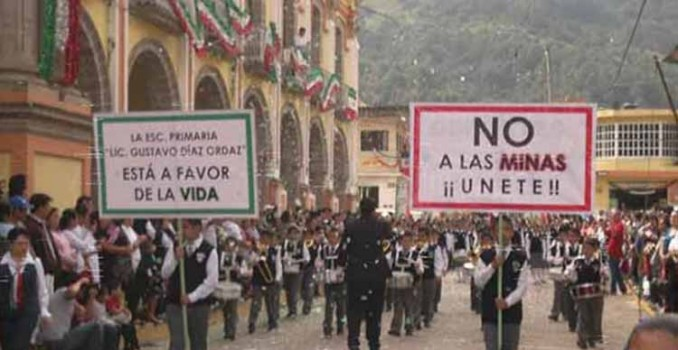 LA ESC. PRIMARIA
"LIC. GUSTAVO DÍAZ ORDAZ"
ESTÁ A FAVOR
DE LA VIDA
NO
A LAS MINAS
¡¡ UNETE!!